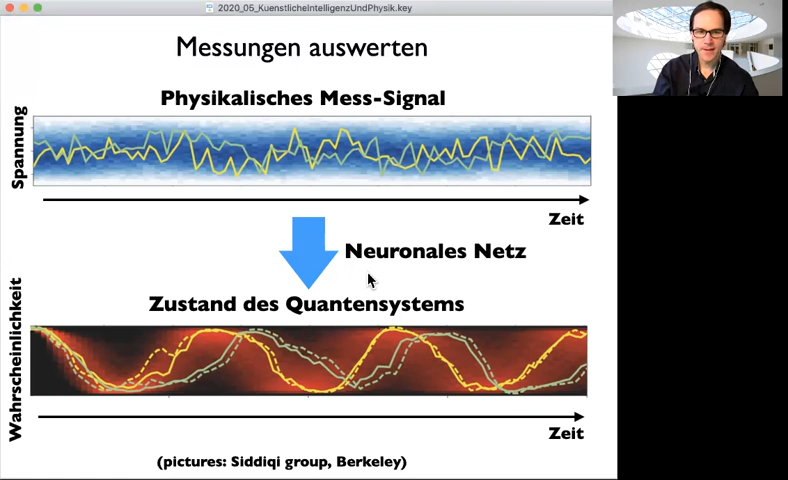 2020_05_KuenstlicheIntelligenzUndPhysik.key
Messungen auswerten
Physikalisches Mess-Signal
Spannung
Zeit
Neuronales Netz
Zustand des Quantensystems
Wahrscheinlichkeit
Zeit
(pictures: Siddiqi group, Berkeley)